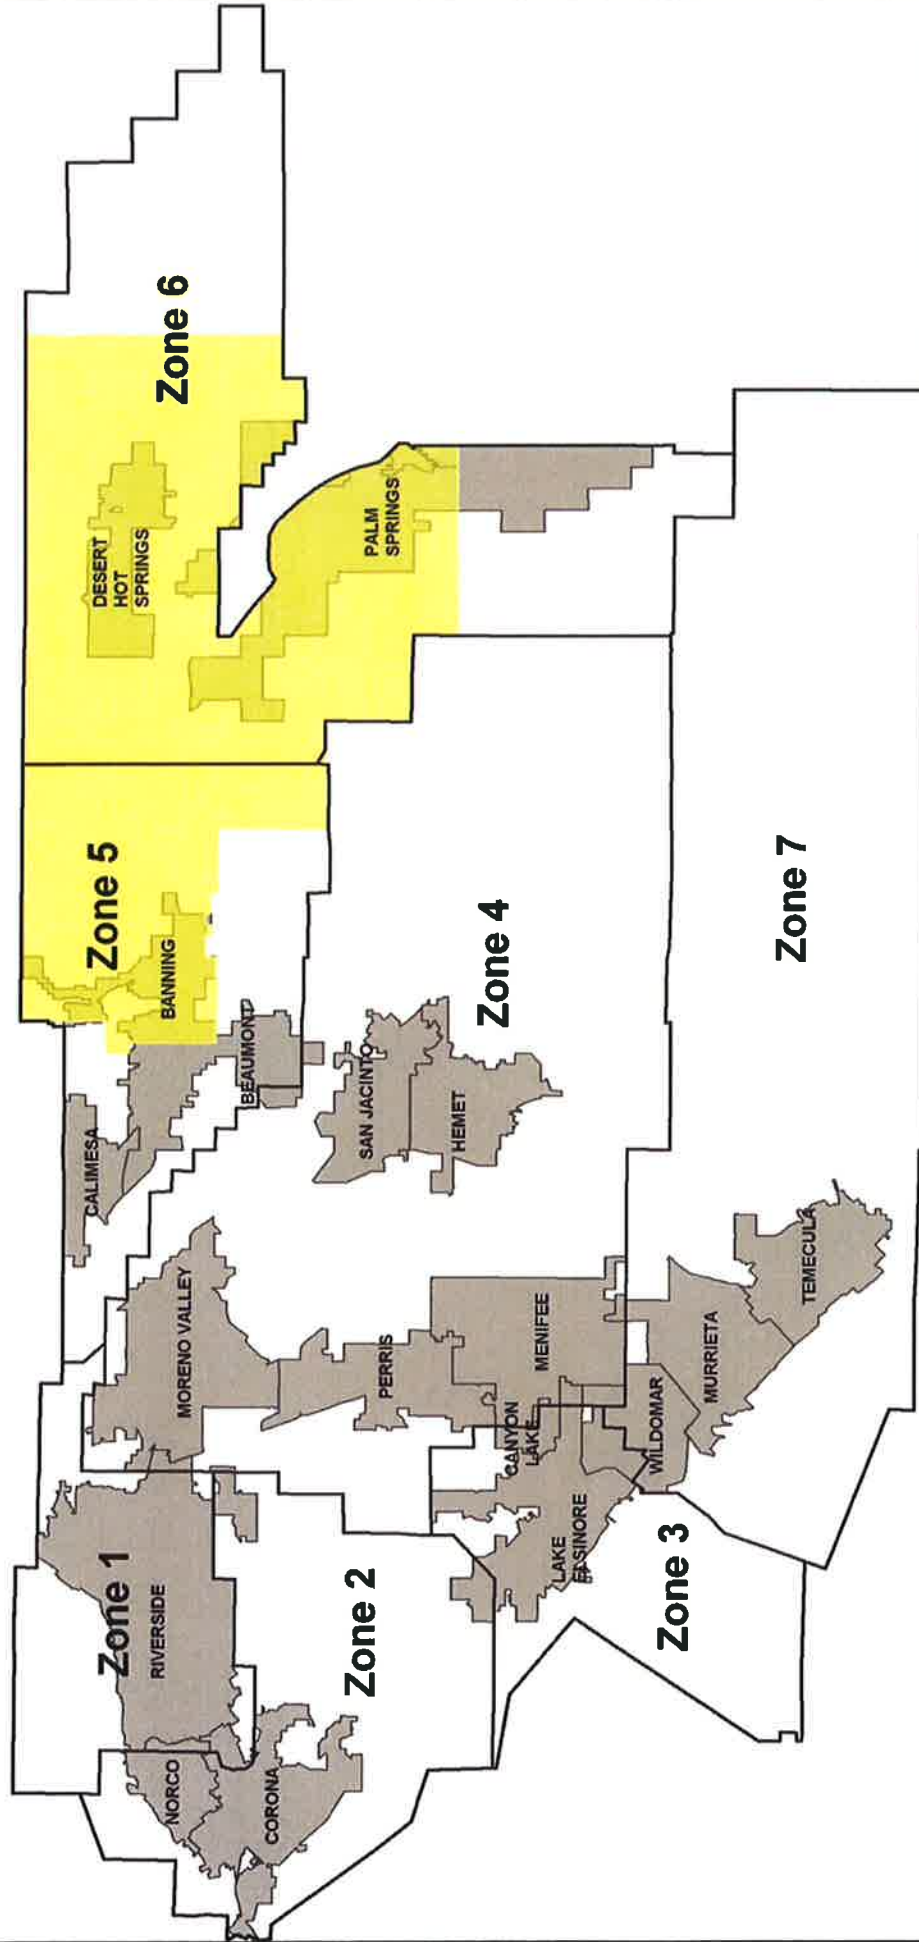 Zone 6
DESERT
HOT
SPRINGS
PALM
SPRINGS
Zone 5
BANNING
BEAUMONT
CALIMESA
SAN JACINTO
HEMET
Zone 4
Zone 7
MORENO VALLEY
PERRIS
MENIFEE
CANYON
LAKE
TEMECULA
MURRIETA
WILDOMAR
LAKE
ELSINORE
Zone 3
Zone 1
RIVERSIDE
Zone 2
NORCO
CORONA